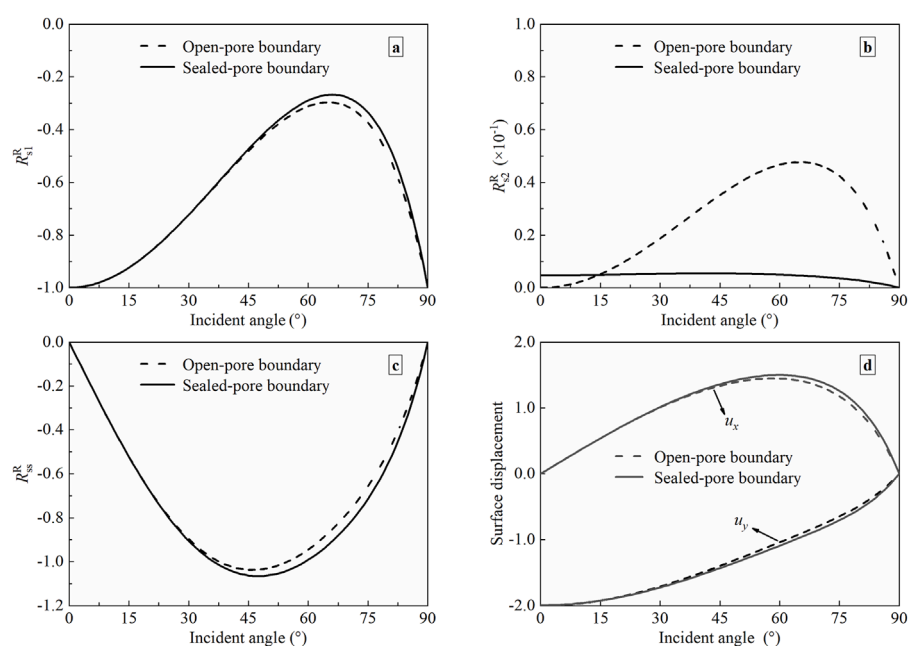 0.0
-0.2
-0.4
-0.6
-0.8
-1.0
R^R_s1
0 15 30 45 60 75 90
Incident angle (°)
Open-pore boundary
Sealed-pore boundary
a
1.0
0.8
0.6
0.4
0.2
0.0
R^R_s2 (×10^-1)
0 15 30 45 60 75 90
Incident angle (°)
Open-pore boundary
Sealed-pore boundary
b
0.0
-0.2
-0.4
-0.6
-0.8
-1.0
-1.2
R^R_ss
0 15 30 45 60 75 90
Incident angle (°)
Open-pore boundary
Sealed-pore boundary
c
2.0
1.0
0.0
-1.0
-2.0
Surface displacement
0 15 30 45 60 75 90
Incident angle (°)
u_x
Open-pore boundary
Sealed-pore boundary
u_y
d